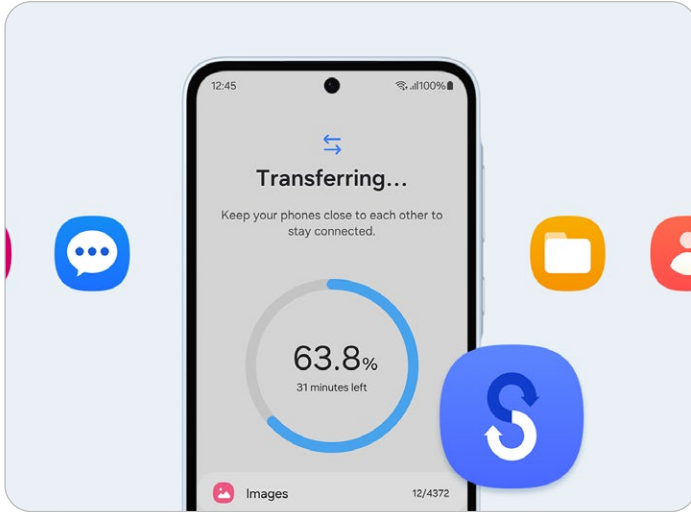 12:45
100%
Transferring...
Keep your phones close to each other to
stay connected.
63.8%
31 minutes left
Images
12/4372